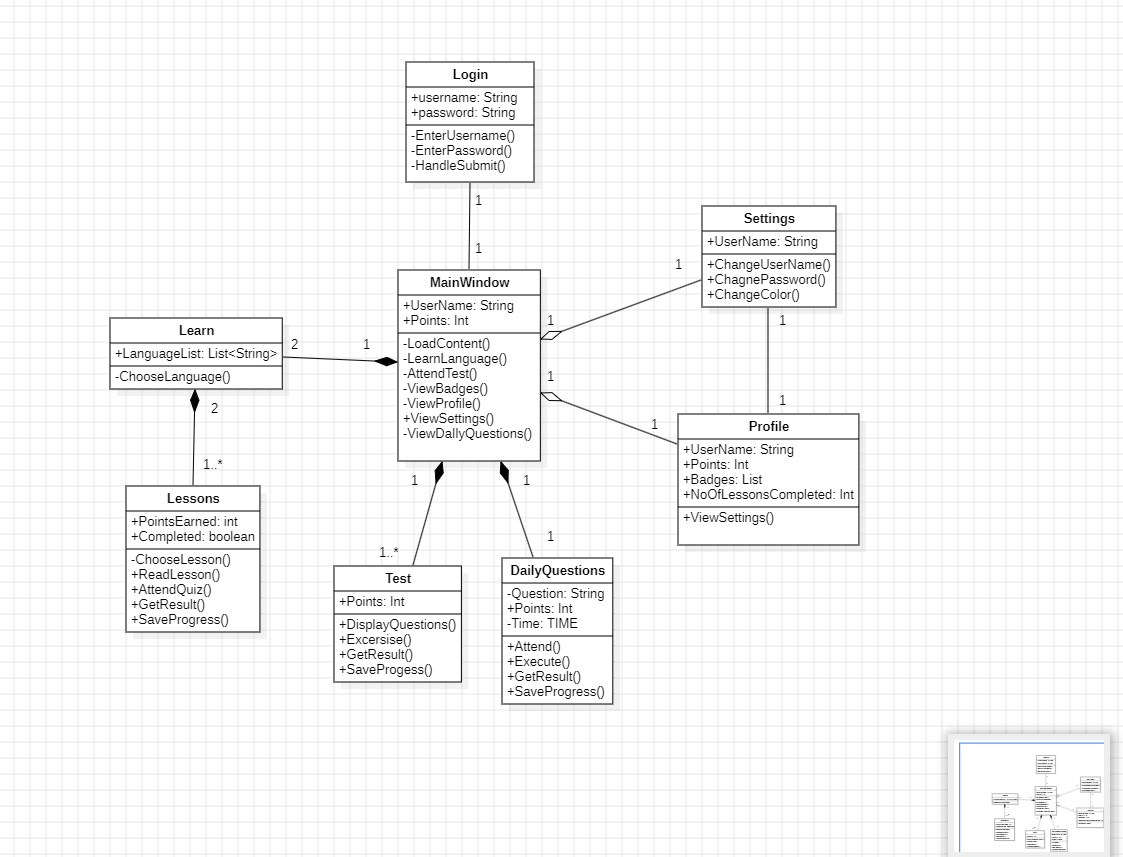 Login
+username: String
+password: String
-EnterUsername()
-EnterPassword()
-HandleSubmit()
1
1
Settings
+UserName: String
+ChangeUserName()
+ChagnePassword()
+ChangeColor()
1
1
MainWindow
+UserName: String
+Points: Int
-LoadContent()
-LearnLanguage()
-AttendTest()
-ViewBadges()
-ViewProfile()
+ViewSettings()
-ViewDallyQuestions()
Learn
+LanguageList: List<String>
-ChooseLanguage()
2
1
1
1
1
1
2
1..*
Profile
+UserName: String
+Points: Int
+Badges: List
+NoOfLessonsCompleted: Int
+ViewSettings()
Lessons
+PointsEarned: int
+Completed: boolean
-ChooseLesson()
+ReadLesson()
+AttendQuiz()
+GetResult()
+SaveProgress()
1
1
1..*
1
Test
+Points: Int
+DisplayQuestions()
+Excersise()
+GetResult()
+SaveProgess()
DailyQuestions
-Question: String
+Points: Int
-Time: TIME
+Attend()
+Execute()
+GetResult()
+SaveProgress()